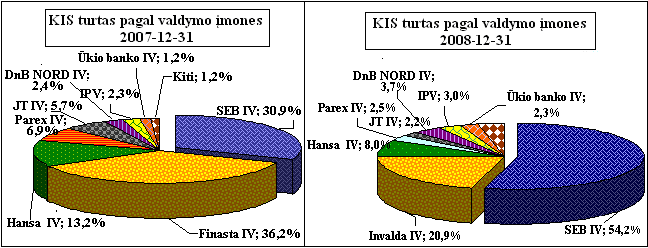 KIS turtas pagal valdymo įmones
2007-12-31
Ūkio banko IV; 1,2%
DnB NORD IV;
2,4%
IPV; 2,3%
Kiti; 1,2%
JT IV; 5,7%
Parex IV;
6,9%
SEB IV; 30,9%
Hansa IV; 13,2%
Finasta IV; 36,2%
KIS turtas pagal valdymo įmones
2008-12-31
DnB NORD IV;
3,7%
IPV; 3,0%
Ūkio banko IV;
2,3%
Parex IV; 2,5%
JT IV; 2,2%
Hansa IV; 8,0%
Invalda IV; 20,9%
SEB IV; 54,2%